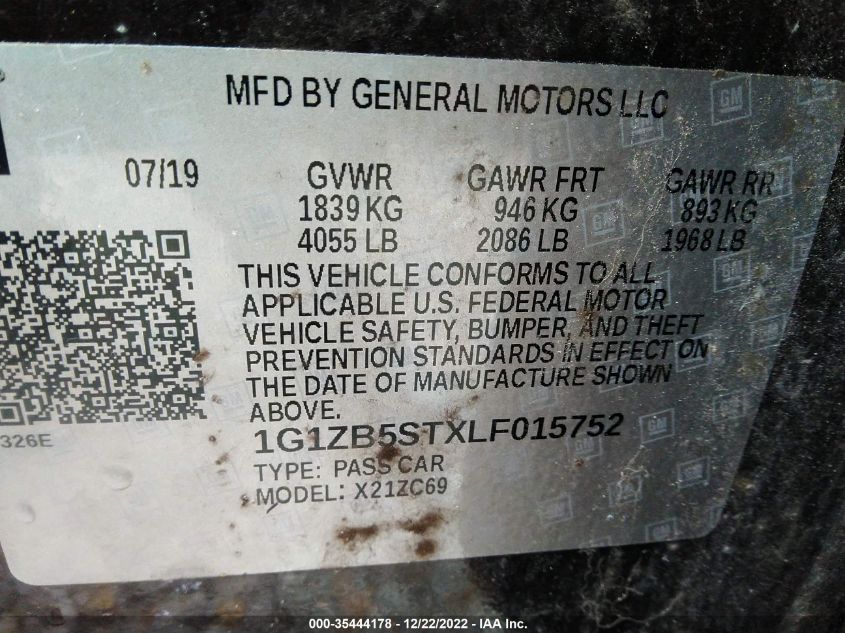 MFD BY GENERAL MOTORS LLC
07/19 GVWR GAWR FRT GAWR RR
1839 KG 946 KG 893 KG
4055 LB 2086 LB 1968 LB
THIS VEHICLE CONFORMS TO ALL
APPLICABLE U.S. FEDERAL MOTOR
VEHICLE SAFETY, BUMPER, AND THEFT
PREVENTION STANDARDS IN EFFECT ON
THE DATE OF MANUFACTURE SHOWN
ABOVE.
326E
1G1ZB5STXLF015752
TYPE: PASS CAR
MODEL: X21ZC69
GM
000-35444178 - 12/22/2022 - IAA Inc.